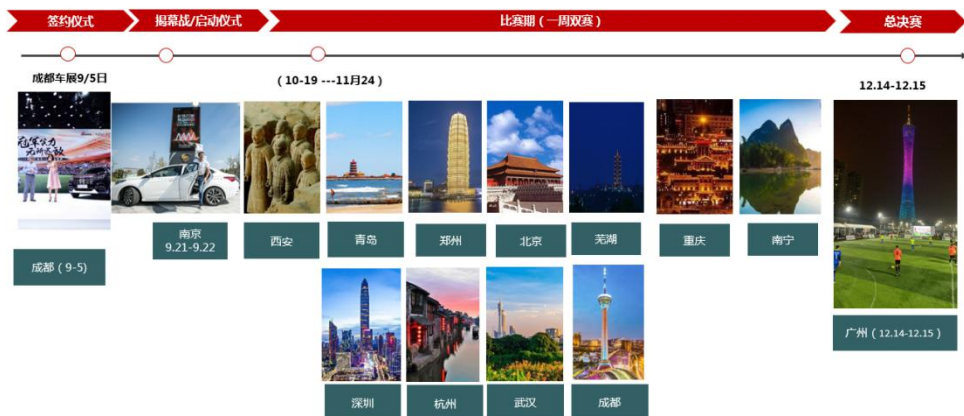 签约仪式
揭幕战/启动仪式
比赛期（一周双赛）
总决赛
成都车展9/5日
（10-19 ---11月24）
12.14-12.15
南京
9.21-9.22
西安
青岛
郑州
北京
芜湖
重庆
南宁
成都（9-5）
广州（12.14-12.15）
深圳
杭州
武汉
成都